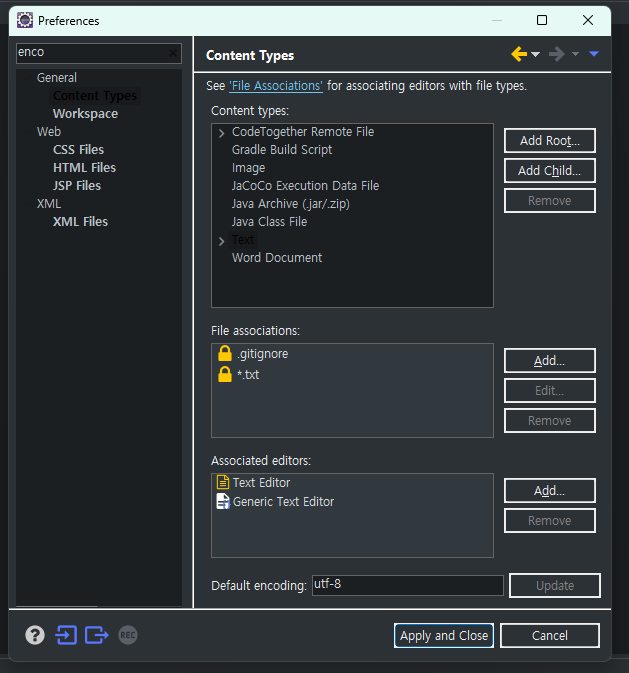 Preferences
enco
General
Content Types
Workspace
Web
CSS Files
HTML Files
JSP Files
XML
XML Files
Content Types
See 'File Associations' for associating editors with file types.
Content types:
CodeTogether Remote File
Gradle Build Script
Image
JaCoCo Execution Data File
Java Archive (.jar/.zip)
Java Class File
Text
Word Document
Add Root...
Add Child...
Remove
File associations:
.gitignore
*.txt
Add...
Edit...
Remove
Associated editors:
Text Editor
Generic Text Editor
Add...
Remove
Default encoding: utf-8 Update
? REC Apply and Close Cancel